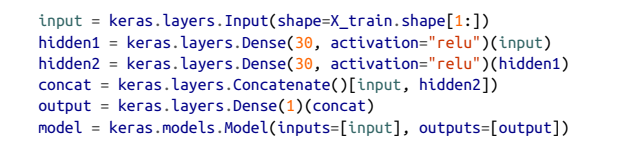 input = keras.layers.Input(shape=X_train.shape[1:])
hidden1 = keras.layers.Dense(30, activation="relu")(input)
hidden2 = keras.layers.Dense(30, activation="relu")(hidden1)
concat = keras.layers.Concatenate()[input, hidden2])
output = keras.layers.Dense(1)(concat)
model = keras.models.Model(inputs=[input], outputs=[output])